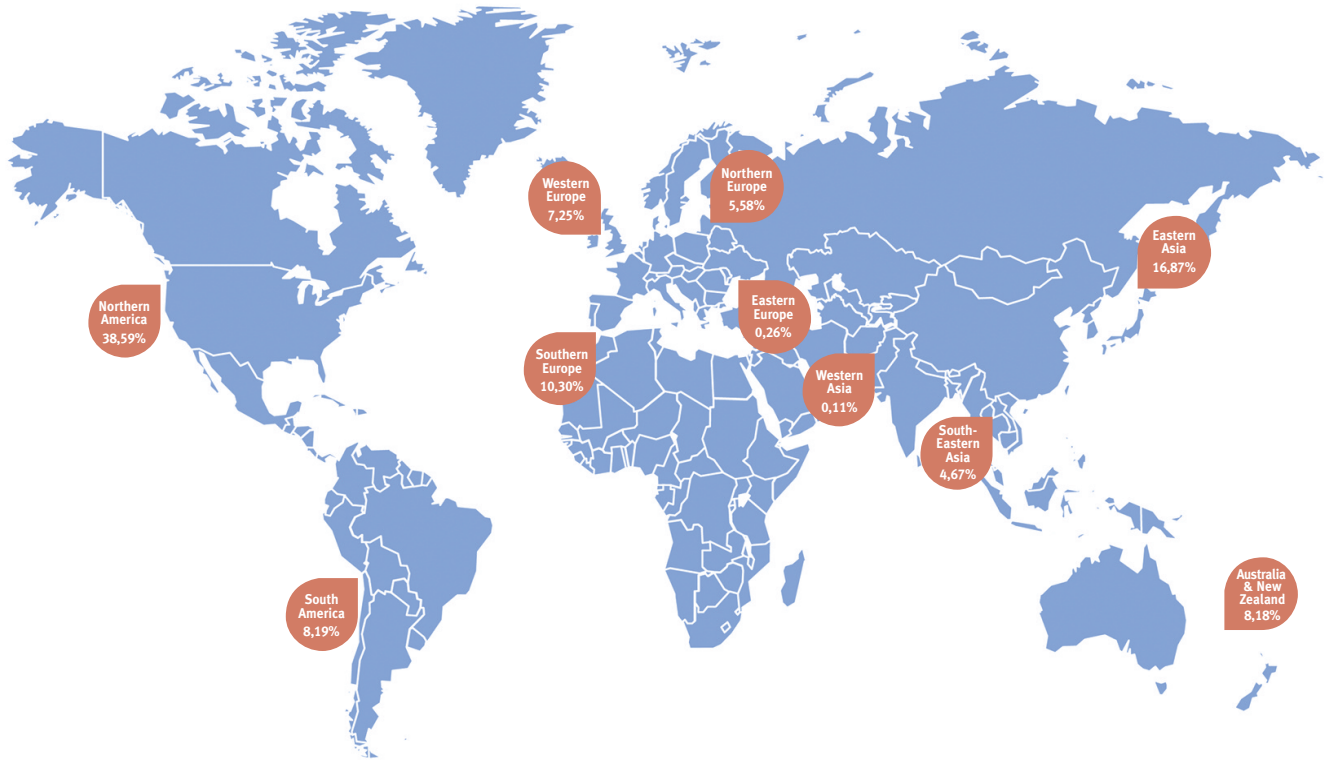 Western
Europe
7,25%
Northern
Europe
5,58%
Eastern
Asia
16,87%
Northern
America
38,59%
Eastern
Europe
0,26%
Southern
Europe
10,30%
Western
Asia
0,11%
South-
Eastern
Asia
4,67%
South
America
8,19%
Australia
& New
Zealand
8,18%